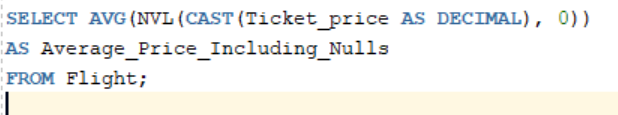 SELECT AVG(NVL(CAST(Ticket_price AS DECIMAL), 0))
AS Average_Price_Including_Nulls
FROM Flight;